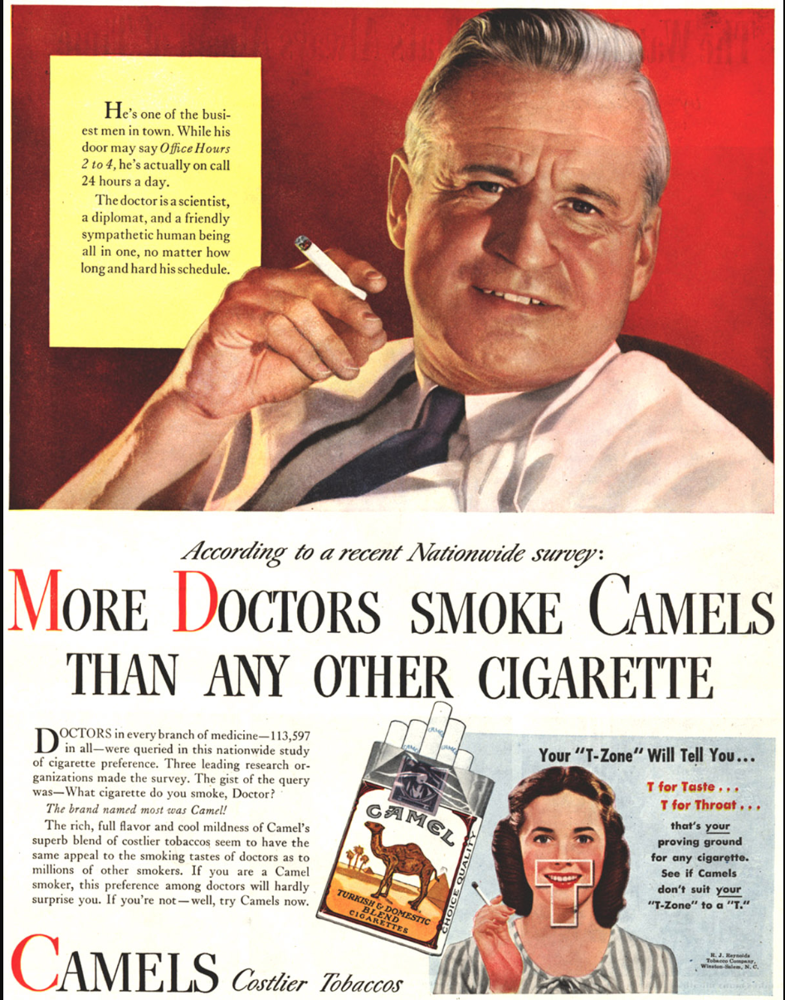 He's one of the busi-
est men in town. While his
door may say Office Hours
2 to 4, he's actually on call
24 hours a day.
The doctor is a scientist,
a diplomat, and a friendly
sympathetic human being
all in one, no matter how
long and hard his schedule.
According to a recent Nationwide survey:
MORE DOCTORS SMOKE CAMELS
THAN ANY OTHER CIGARETTE
DOCTORS in every branch of medicine—113,597
in all—were queried in this nationwide study
of cigarette preference. Three leading research or-
ganizations made the survey. The gist of the query
was—What cigarette do you smoke, Doctor?
The brand named most was Camel!
The rich, full flavor and cool mildness of Camel's
superb blend of costlier tobaccos seem to have the
same appeal to the smoking tastes of doctors as to
millions of other smokers. If you are a Camel
smoker, this preference among doctors will hardly
surprise you. If you're not—well, try Camels now.
CAMEL
CAMEL
CAMEL
CAMEL
TURKISH & DOMESTIC
BLEND
CIGARETTES
CHOICE QUALITY
Your "T-Zone" Will Tell You...
T for Taste...
T for Throat...
that's your
proving ground
for any cigarette.
See if Camels
don't suit your
"T-Zone" to a "T."
T
R. J. Reynolds
Tobacco Company,
Winston-Salem, N. C.
CAMELS Costlier Tobaccos